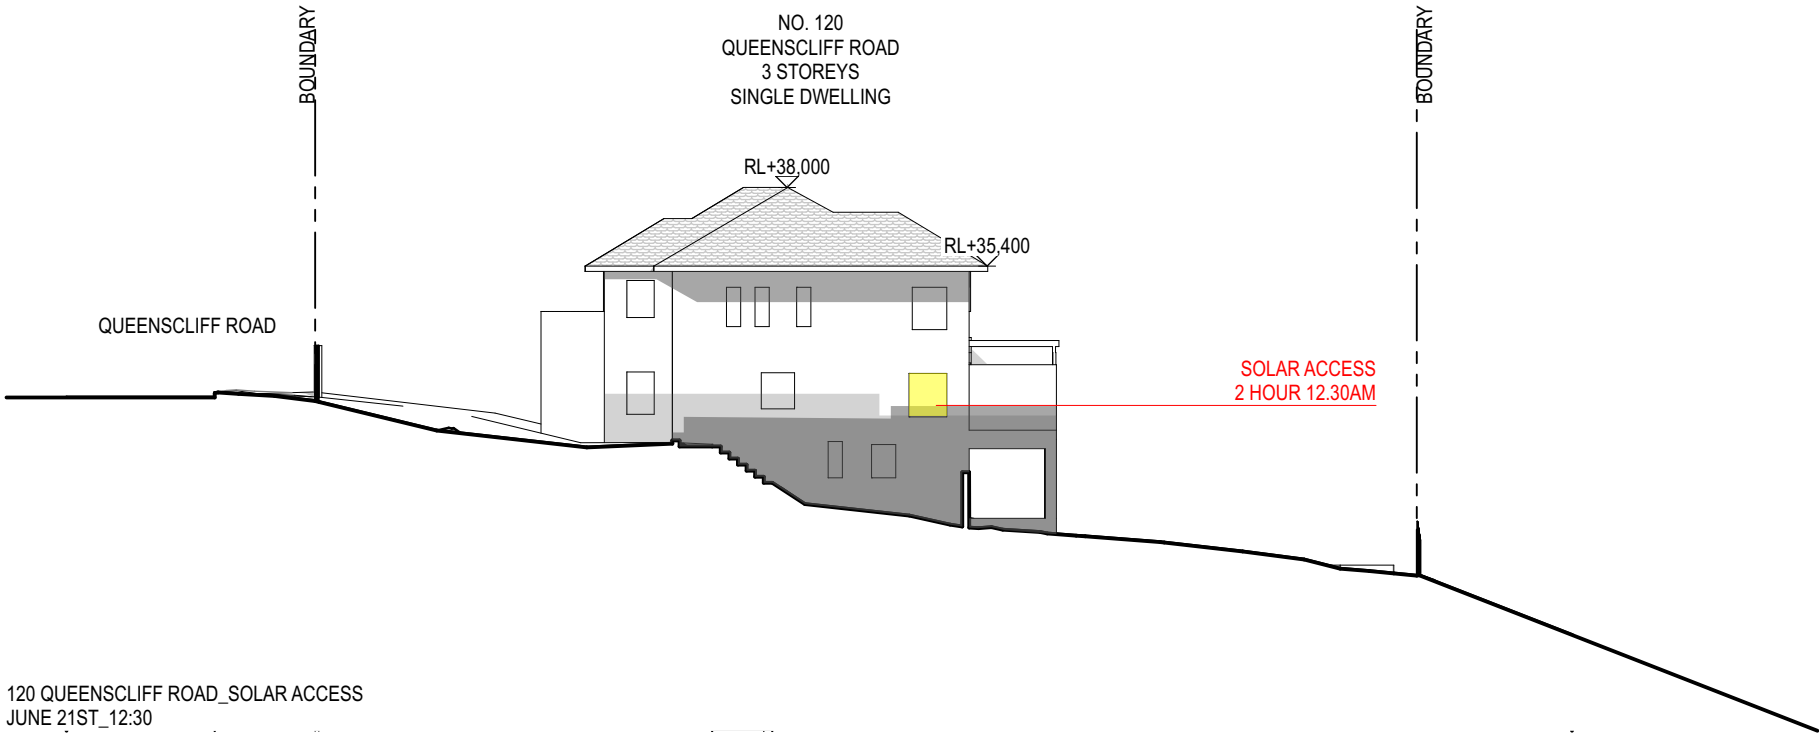 BOUNDARY
NO. 120
QUEENSCLIFF ROAD
3 STOREYS
SINGLE DWELLING
BOUNDARY
RL+38,000
RL+35,400
QUEENSCLIFF ROAD
SOLAR ACCESS
2 HOUR 12.30AM
120 QUEENSCLIFF ROAD_SOLAR ACCESS
JUNE 21ST_12:30